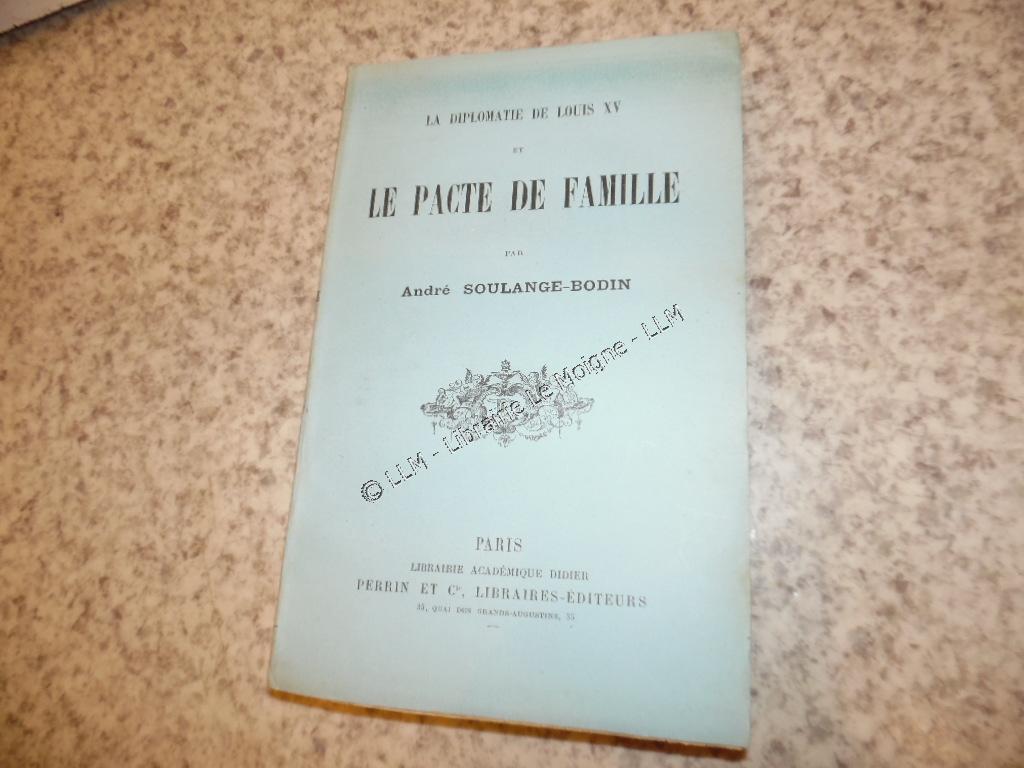 LA DIPLOMATIE DE LOUIS XV
ET
LE PACTE DE FAMILLE
PAR
André SOULANGE-BODIN
© LLM - Librairie Le Moigne - LLM
PARIS
LIBRAIRIE ACADÉMIQUE DIDIER
PERRIN ET Cie, LIBRAIRES-ÉDITEURS
35, QUAI DES GRANDS-AUGUSTINS, 35